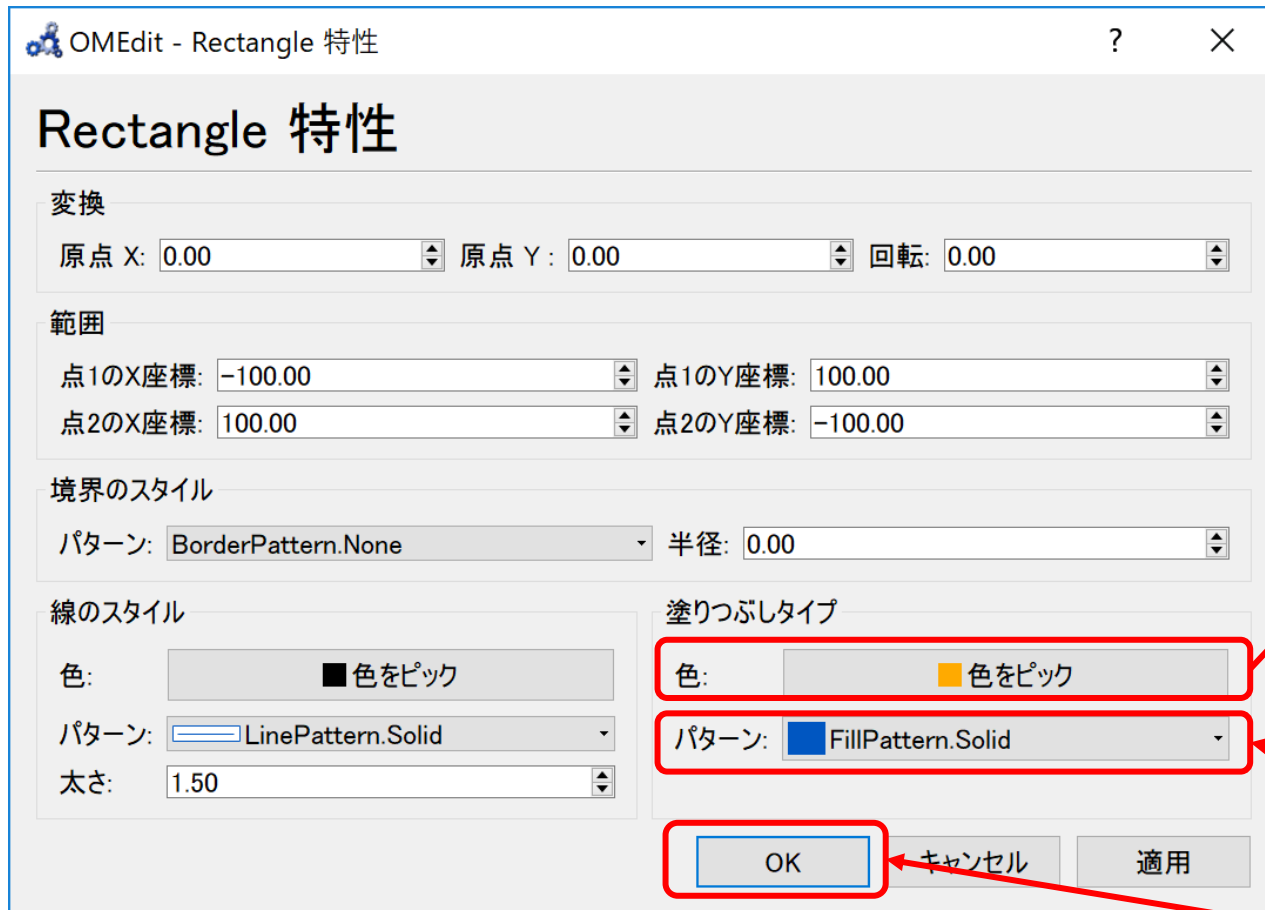 OMEdit - Rectangle 特性 ?
Rectangle 特性
変換
原点 X: 0.00 原点 Y : 0.00 回転: 0.00
範囲
点1のX座標: -100.00 点1のY座標: 100.00
点2のX座標: 100.00 点2のY座標: -100.00
境界のスタイル
パターン: BorderPattern.None 半径: 0.00
線のスタイル 塗りつぶしタイプ
色: 色をピック 色: 色をピック
パターン: LinePattern.Solid パターン: FillPattern.Solid
太さ: 1.50
OK キャンセル 適用